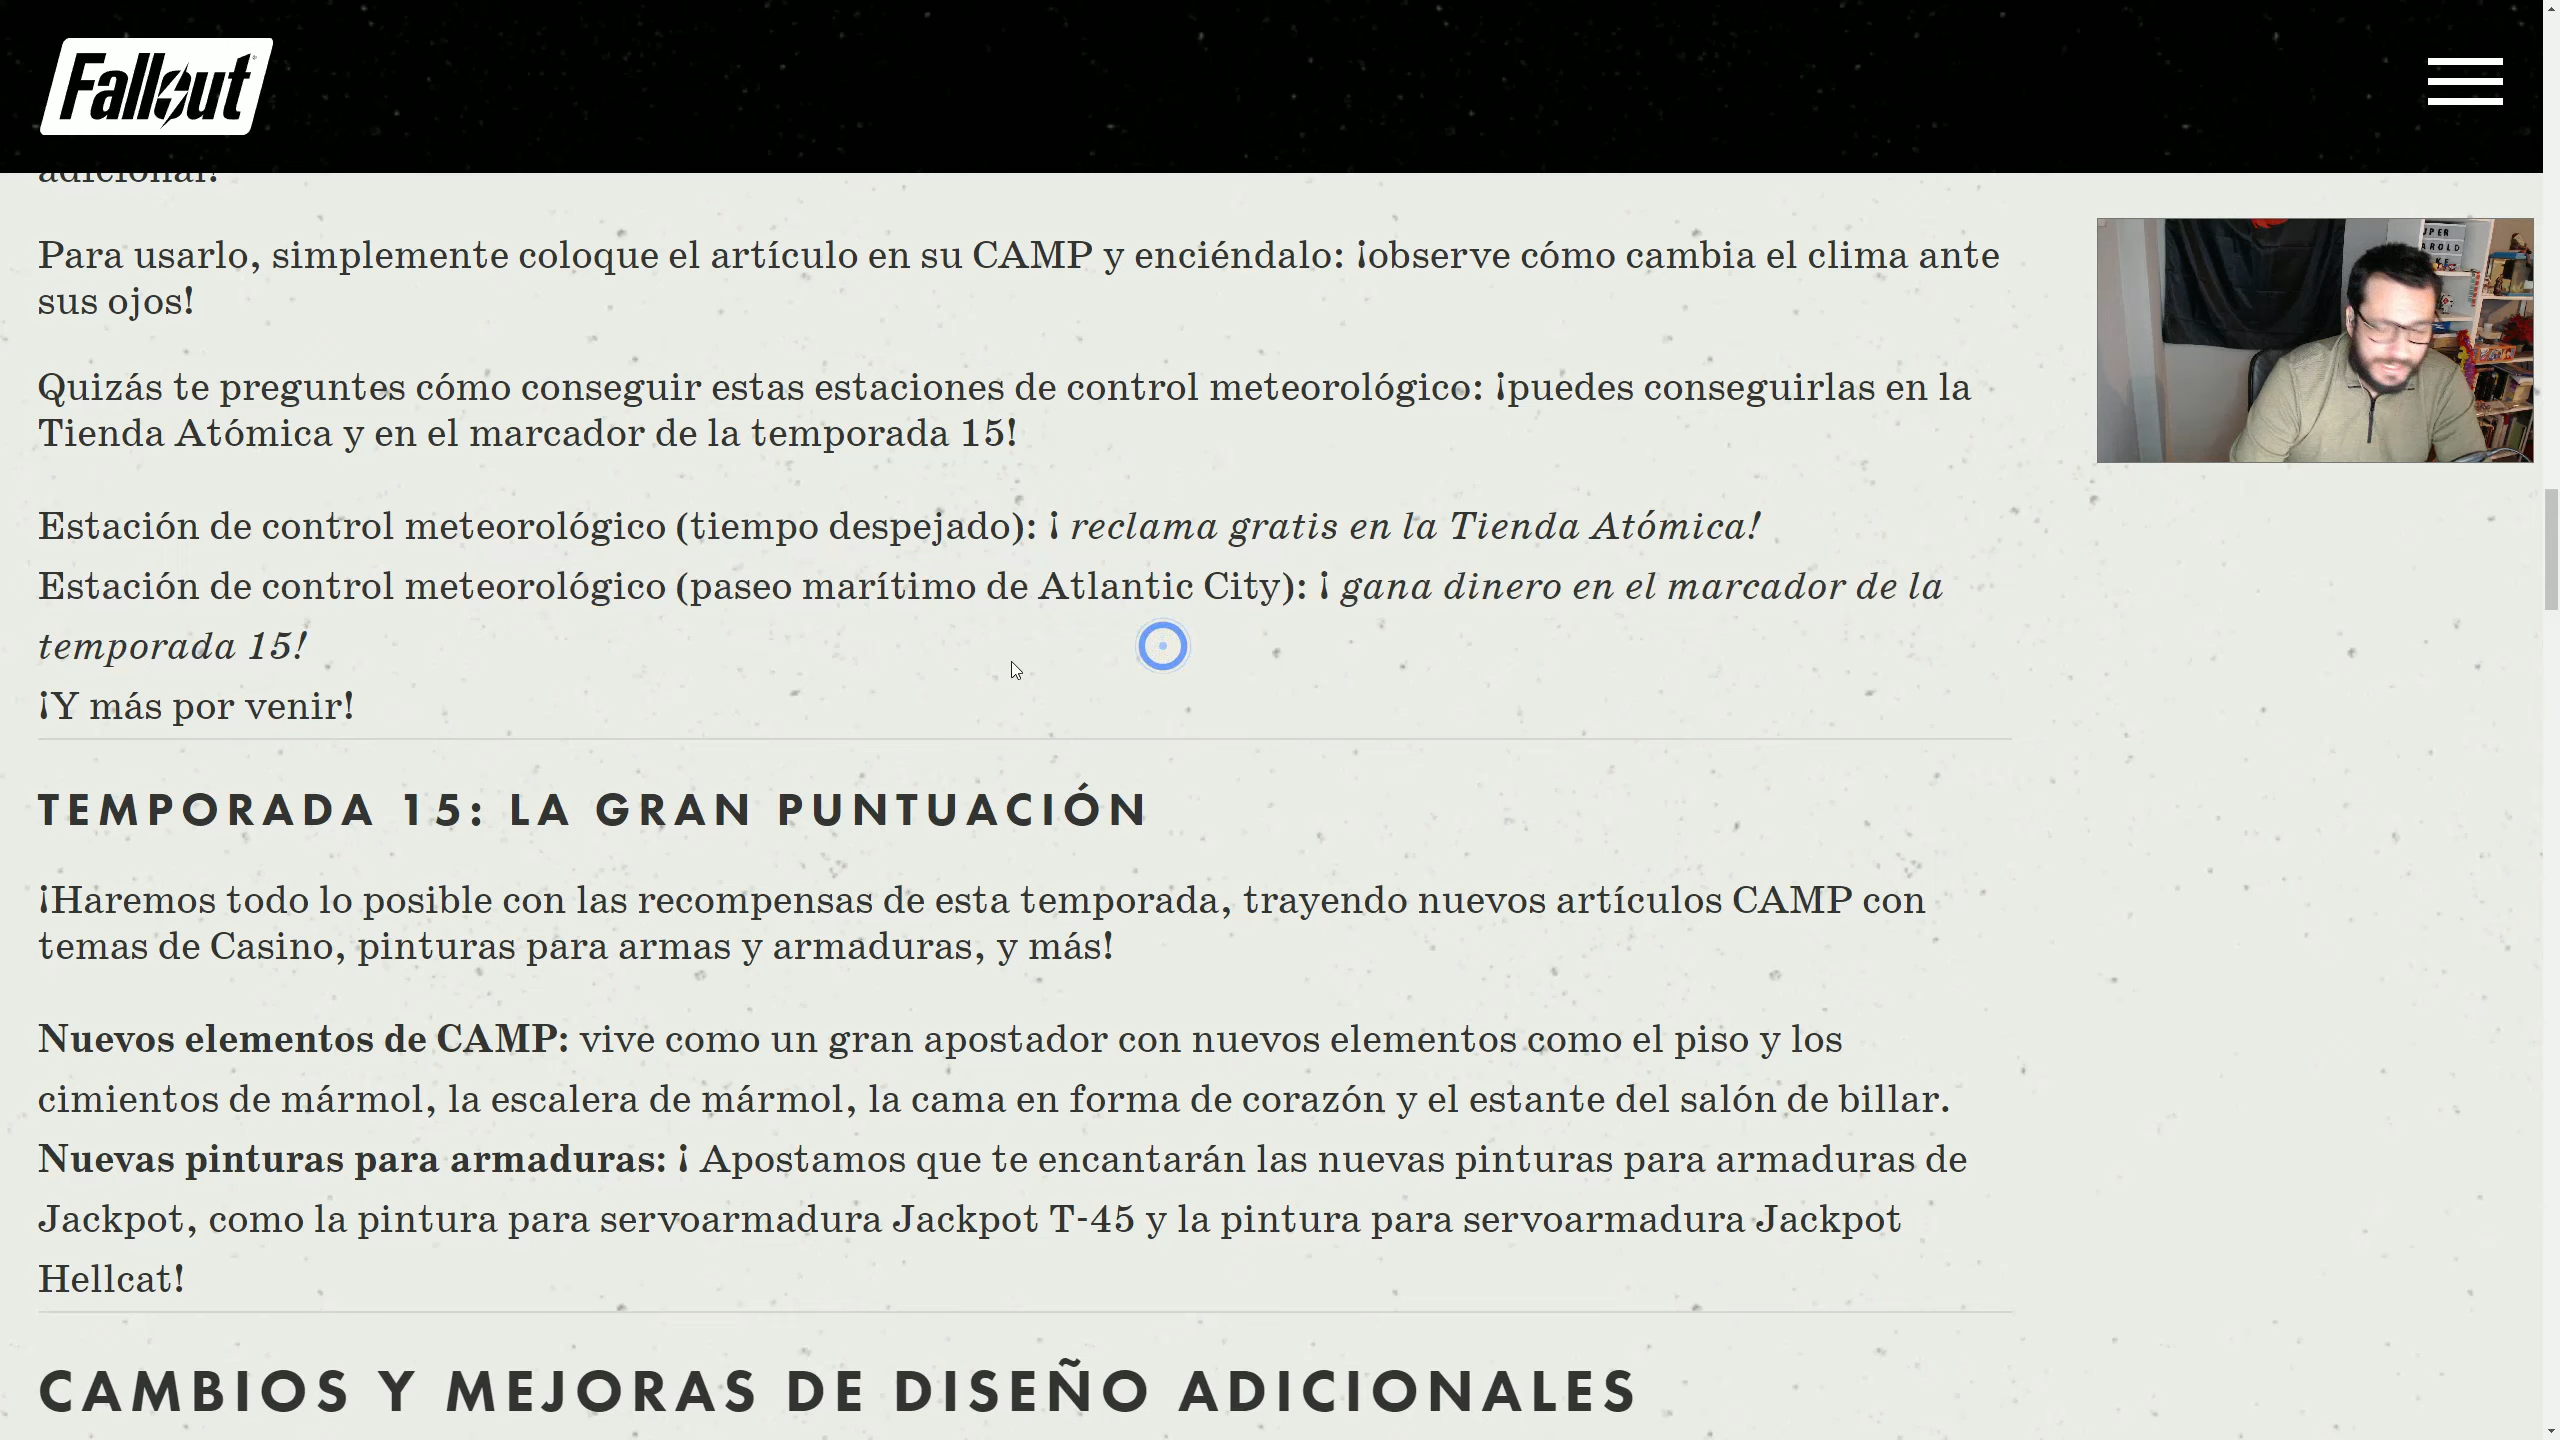 Fallout
adicional!
Para usarlo, simplemente coloque el artículo en su CAMP y enciéndalo: ¡observe cómo cambia el clima ante
sus ojos!
Quizás te preguntes cómo conseguir estas estaciones de control meteorológico: ¡puedes conseguirlas en la
Tienda Atómica y en el marcador de la temporada 15!
Estación de control meteorológico (tiempo despejado): ¡ reclama gratis en la Tienda Atómica!
Estación de control meteorológico (paseo marítimo de Atlantic City): ¡ gana dinero en el marcador de la
temporada 15!
¡Y más por venir!
TEMPORADA 15: LA GRAN PUNTUACIÓN
¡Haremos todo lo posible con las recompensas de esta temporada, trayendo nuevos artículos CAMP con
temas de Casino, pinturas para armas y armaduras, y más!
Nuevos elementos de CAMP: vive como un gran apostador con nuevos elementos como el piso y los
cimientos de mármol, la escalera de mármol, la cama en forma de corazón y el estante del salón de billar.
Nuevas pinturas para armaduras: ¡ Apostamos que te encantarán las nuevas pinturas para armaduras de
Jackpot, como la pintura para servoarmadura Jackpot T-45 y la pintura para servoarmadura Jackpot
Hellcat!
CAMBIOS Y MEJORAS DE DISEÑO ADICIONALES